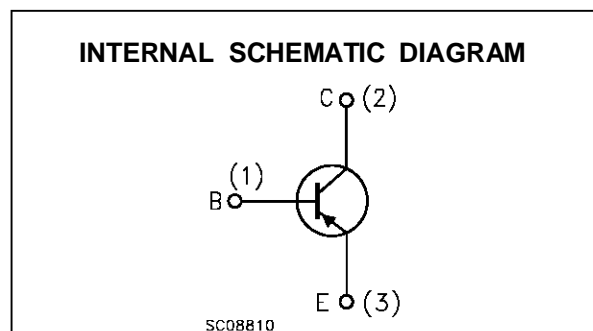 INTERNAL SCHEMATIC DIAGRAM
C (2)
(1)
B
E (3)
SC08810